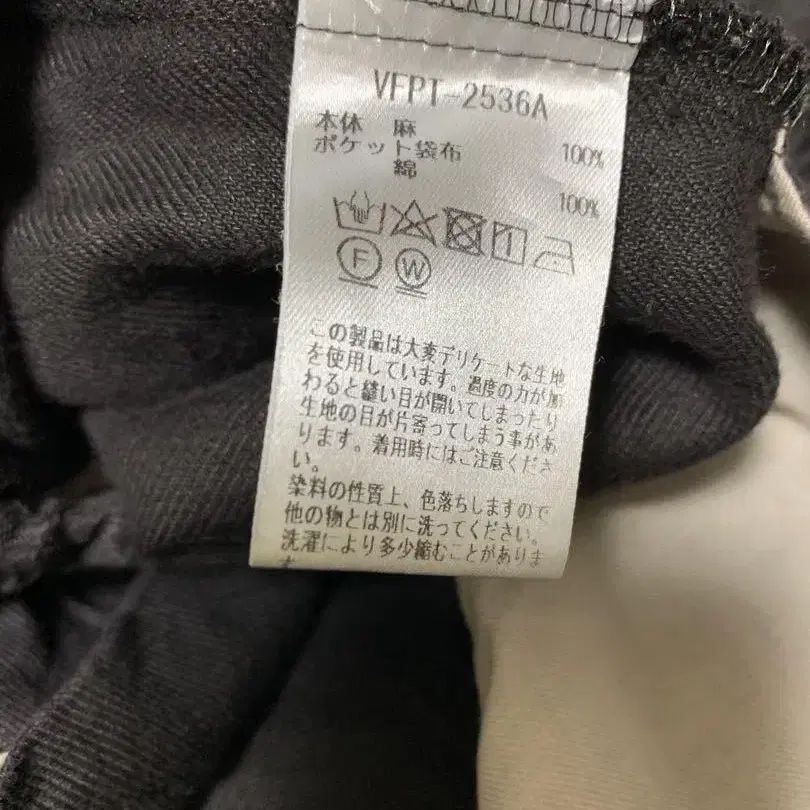 VFPT-2536A
本体 麻
100%
ポケット袋布
綿
100%
F W
この製品は大変デリケートな生地
を使用しています。過度の力が加
わると縫い目が開いてしまったり
生地の目が片寄ってしまう事があ
ります。着用時にはご注意くださ
い。
染料の性質上、色落ちしますので
他の物とは別に洗ってください。
洗濯により多少縮むことがありま
す